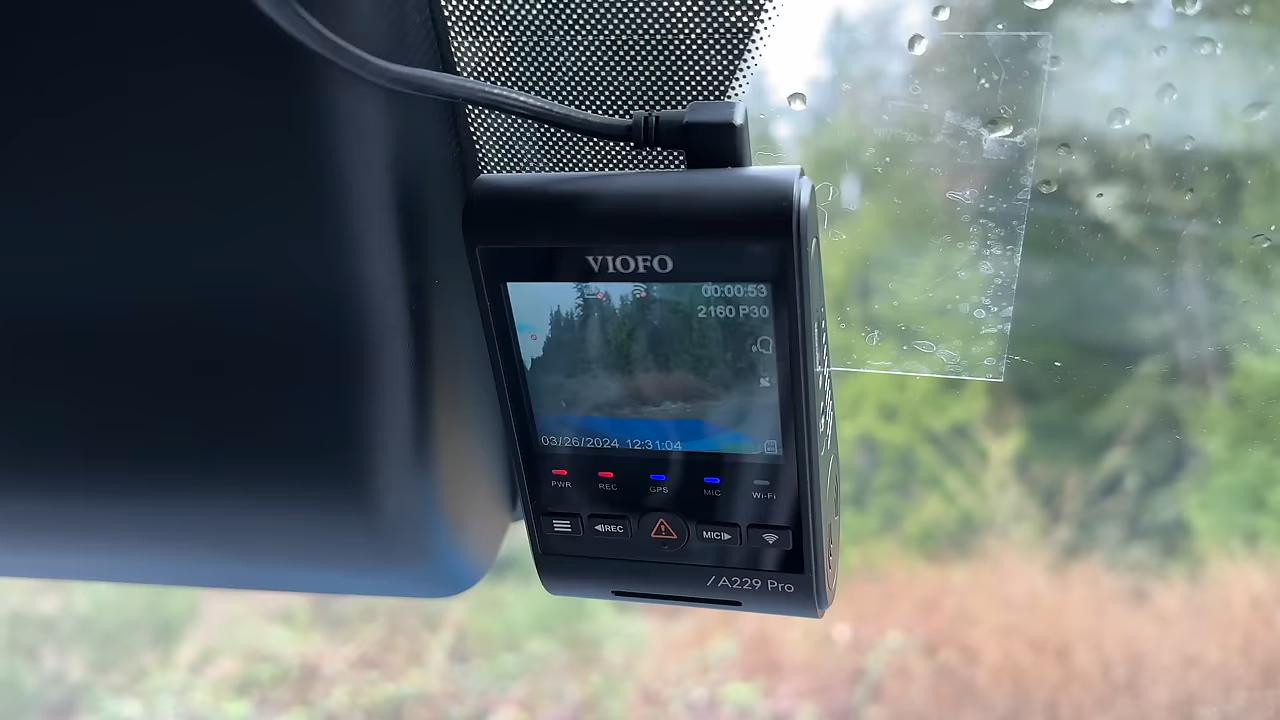 VIOFO
00:00:53
2160 P30
03/26/2024 12:31:04
PWR REC GPS MIC Wi-Fi
REC MIC
A229 Pro